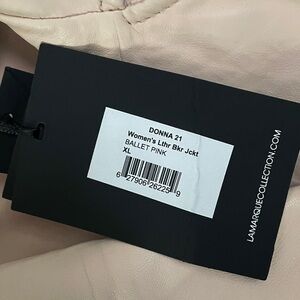 DONNA 21
Women's Lthr Bkr Jckt
BALLET PINK
XL
6 27906 26225 9
LAMARQUECOLLECTION.COM